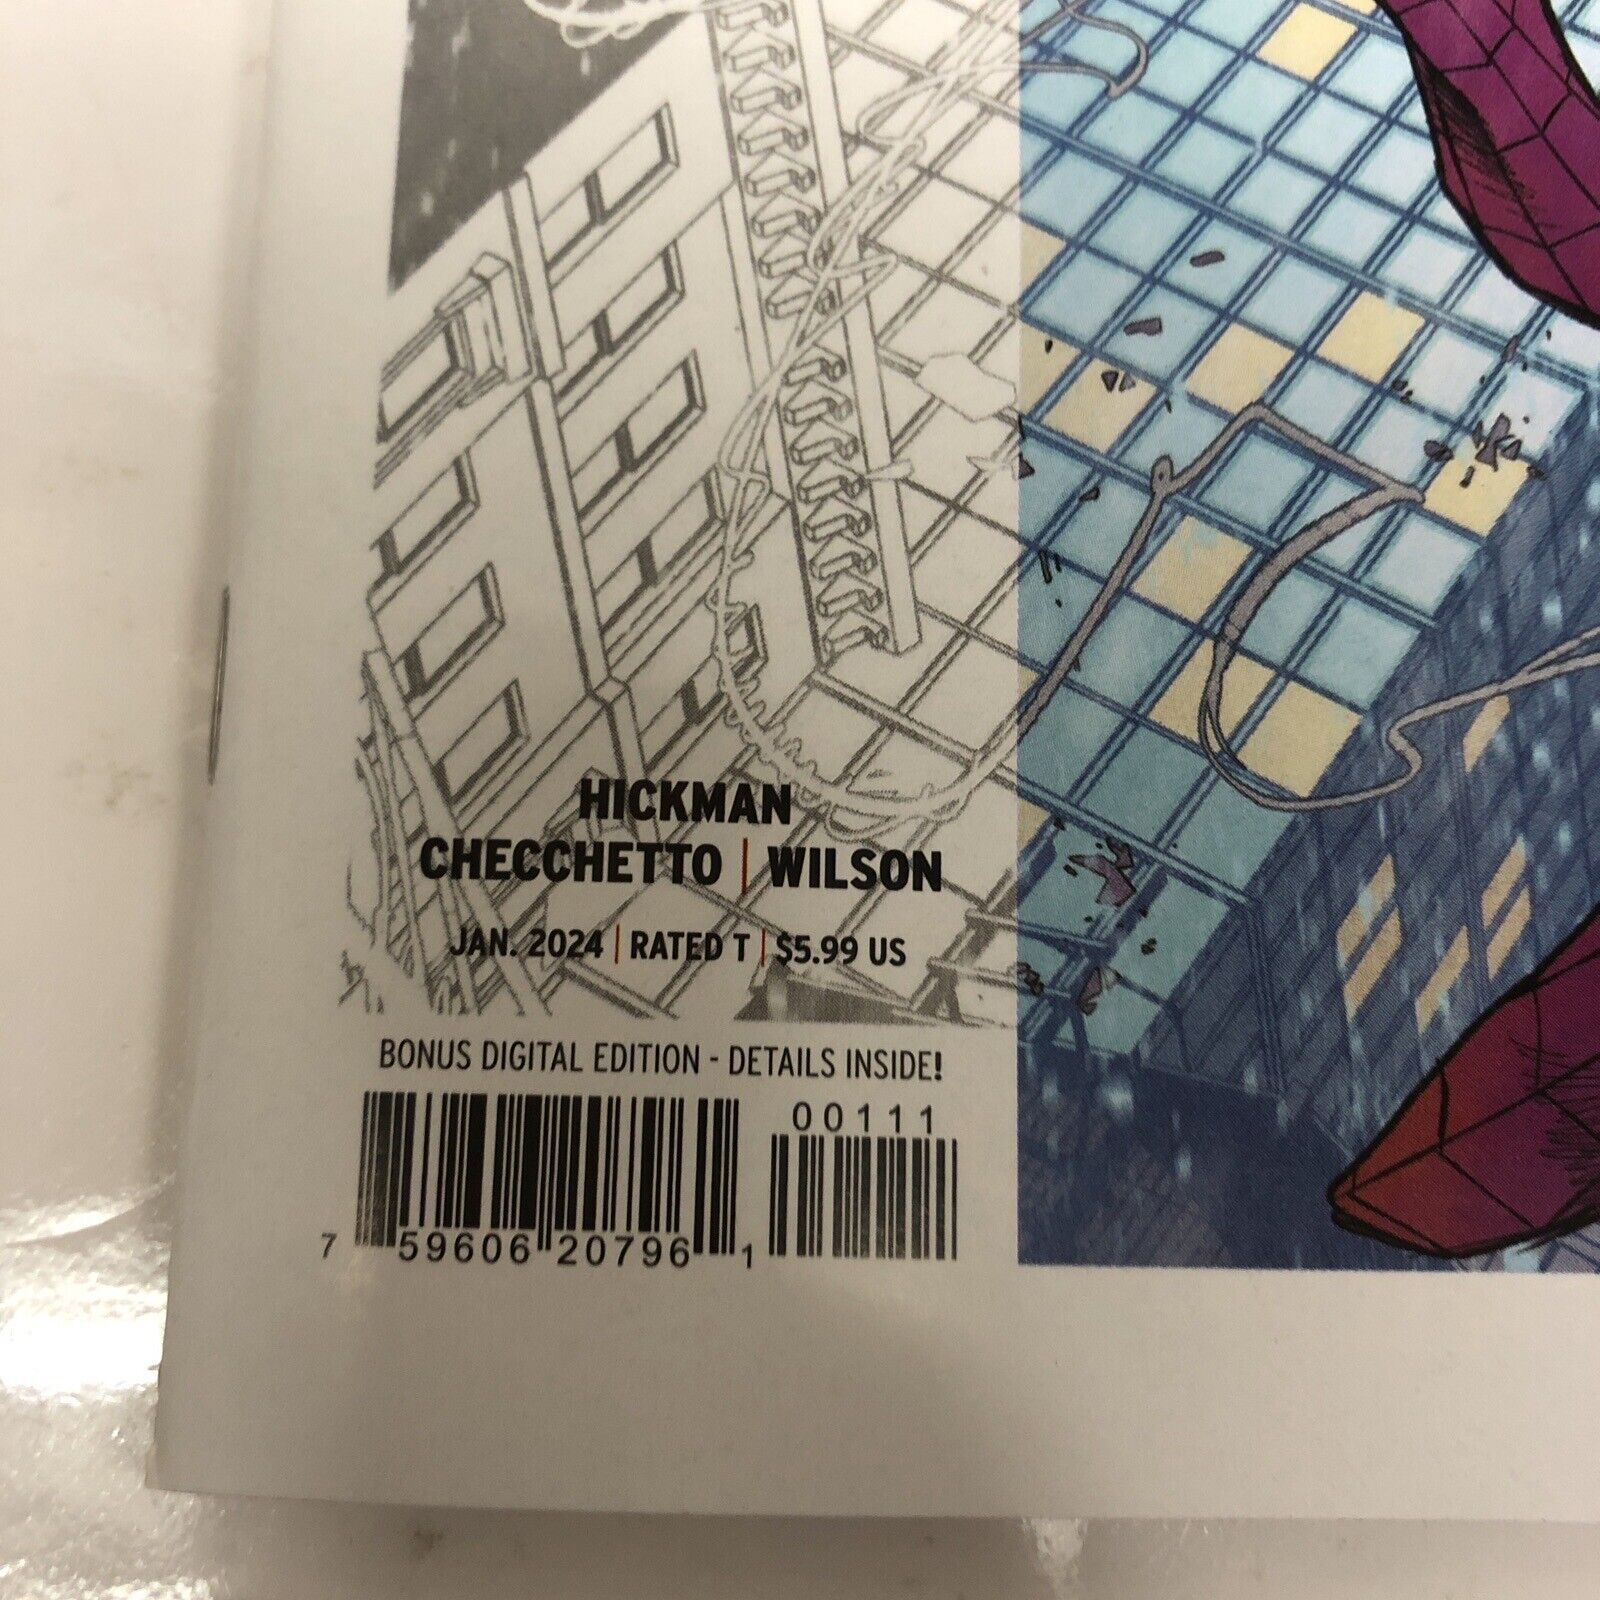 HICKMAN
CHECCHETTO | WILSON
JAN. 2024 | RATED T | $5.99 US
BONUS DIGITAL EDITION - DETAILS INSIDE!
00111
7 59606 20796 1